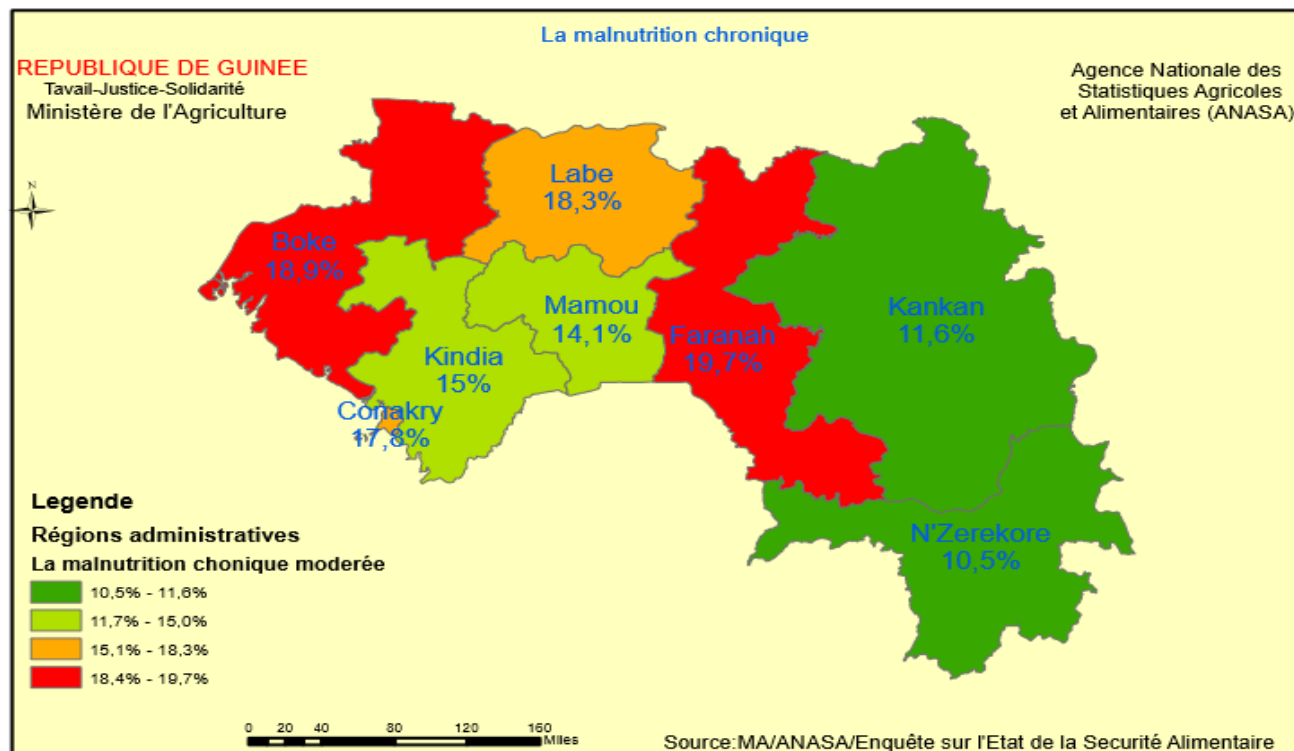 La malnutrition chronique
REPUBLIQUE DE GUINEE
Tavail-Justice-Solidarité
Ministère de l'Agriculture
Agence Nationale des
Statistiques Agricoles
et Alimentaires (ANASA)
N
Labe
18,3%
Boke
18,9%
Mamou
14,1%
Kankan
11,6%
Faranah
19,7%
Kindia
15%
Conakry
17,8%
N'Zerekore
10,5%
Legende
Régions administratives
La malnutrition chonique moderée
10,5% - 11,6%
11,7% - 15,0%
15,1% - 18,3%
18,4% - 19,7%
0 20 40 80 120 160
Miles
Source:MA/ANASA/Enquête sur l'Etat de la Securité Alimentaire